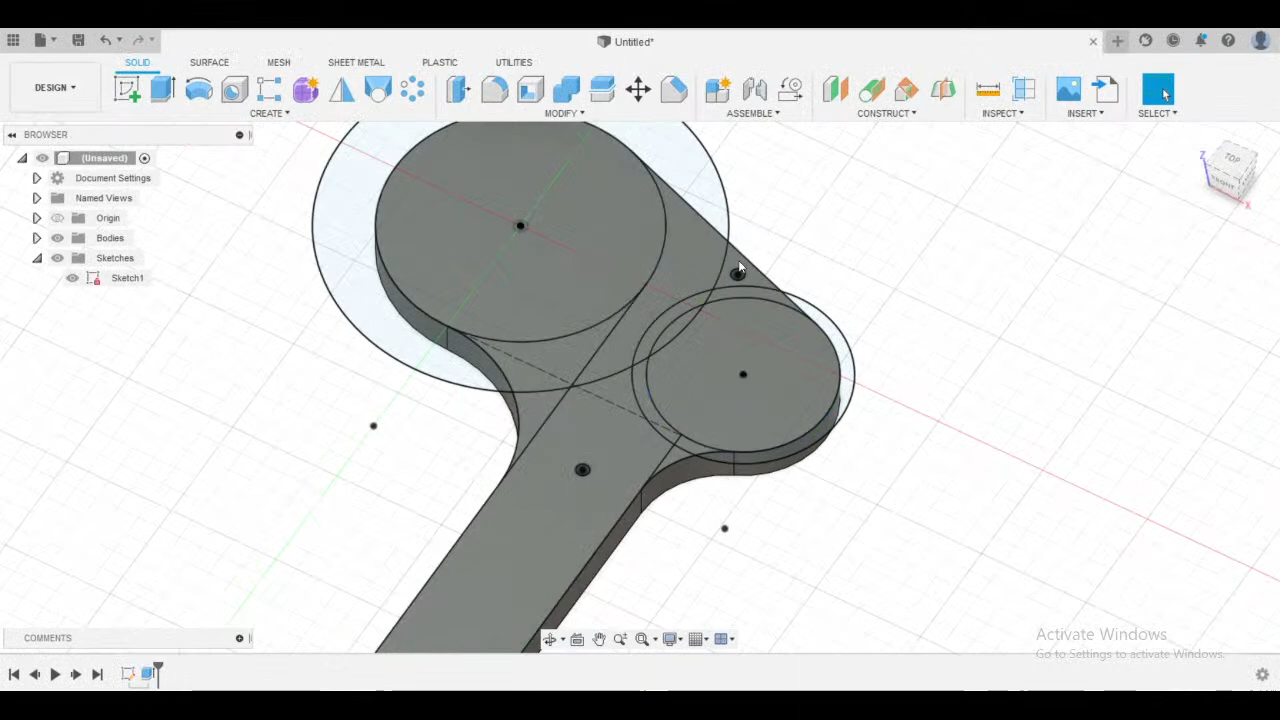 Untitled*
SOLID SURFACE MESH SHEET METAL PLASTIC UTILITIES
DESIGN ▾
CREATE ▾ MODIFY ▾ ASSEMBLE ▾ CONSTRUCT ▾ INSPECT ▾ INSERT ▾ SELECT ▾
BROWSER
(Unsaved)
Document Settings
Named Views
Origin
Bodies
Sketches
Sketch1
TOP
FRONT
Z
X
COMMENTS
Activate Windows
Go to Settings to activate Windows.